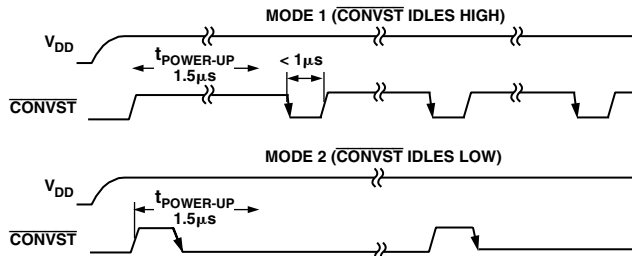 MODE 1 (CONVST IDLES HIGH)
VDD
tPOWER-UP
1.5µs
< 1µs
CONVST
MODE 2 (CONVST IDLES LOW)
VDD
tPOWER-UP
1.5µs
CONVST